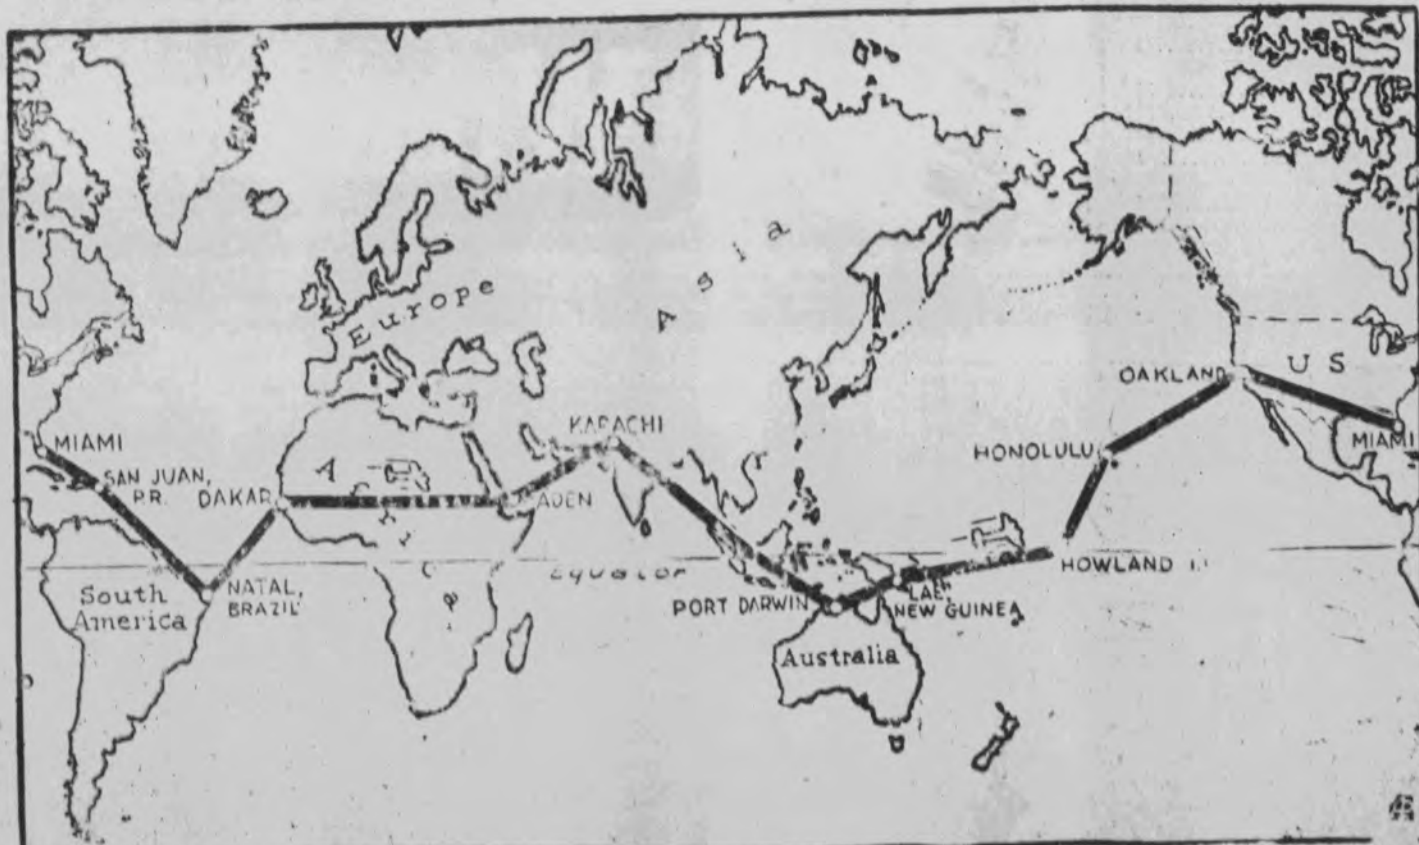 Europe
Asia
U S
OAKLAND
MIAMI
KARACHI
HONOLULU
MIAMI
SAN JUAN,
P.R.
DAKAR
A
ADEN
HOWLAND
Equator
South
America
NATAL,
BRAZIL
PORT DARWIN
LAE,
NEW GUINEA
Australia